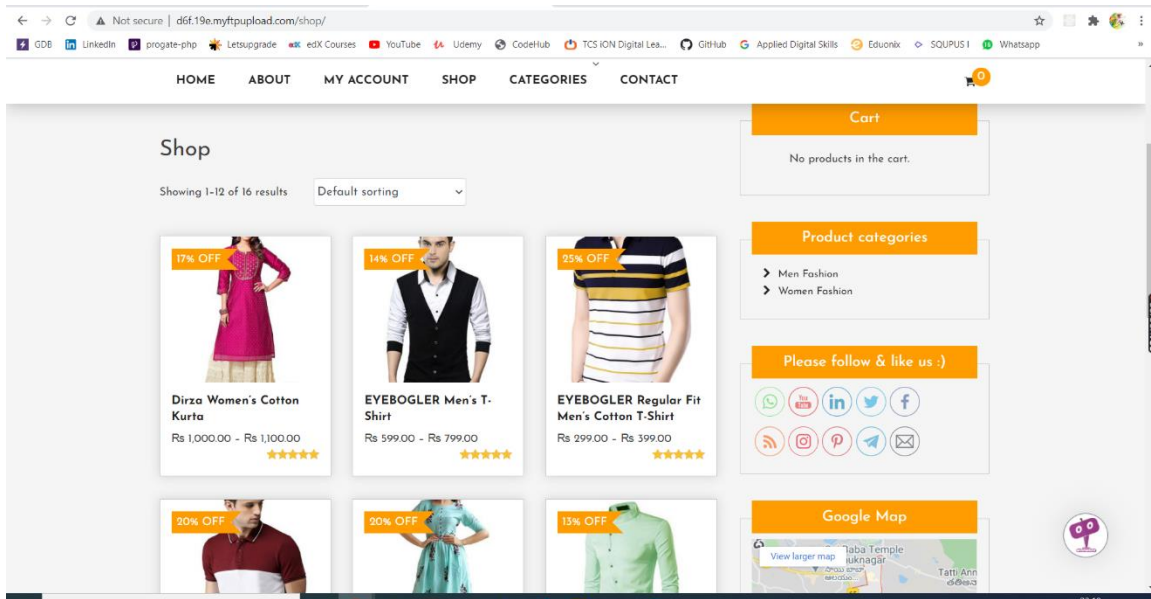 Not secure | d6f.19e.myftpupload.com/shop/
GDB LinkedIn progate-php Letsupgrade edX Courses YouTube Udemy CodeHub TCS iON Digital Lea... GitHub Applied Digital Skills Eduonix SQUPUS I Whatsapp »
HOME ABOUT MY ACCOUNT SHOP CATEGORIES CONTACT 0
Shop
Showing 1–12 of 16 results Default sorting
17% OFF
Dirza Women's Cotton
Kurta
Rs 1,000.00 – Rs 1,100.00
14% OFF
EYEBOGLER Men's T-
Shirt
Rs 599.00 – Rs 799.00
25% OFF
EYEBOGLER Regular Fit
Men's Cotton T-Shirt
Rs 299.00 – Rs 399.00
20% OFF
20% OFF
13% OFF
Cart
No products in the cart.
Product categories
Men Fashion
Women Fashion
Please follow & like us :)
You
Tube
in
f
Google Map
View larger map
Baba Temple
Tatti Ann